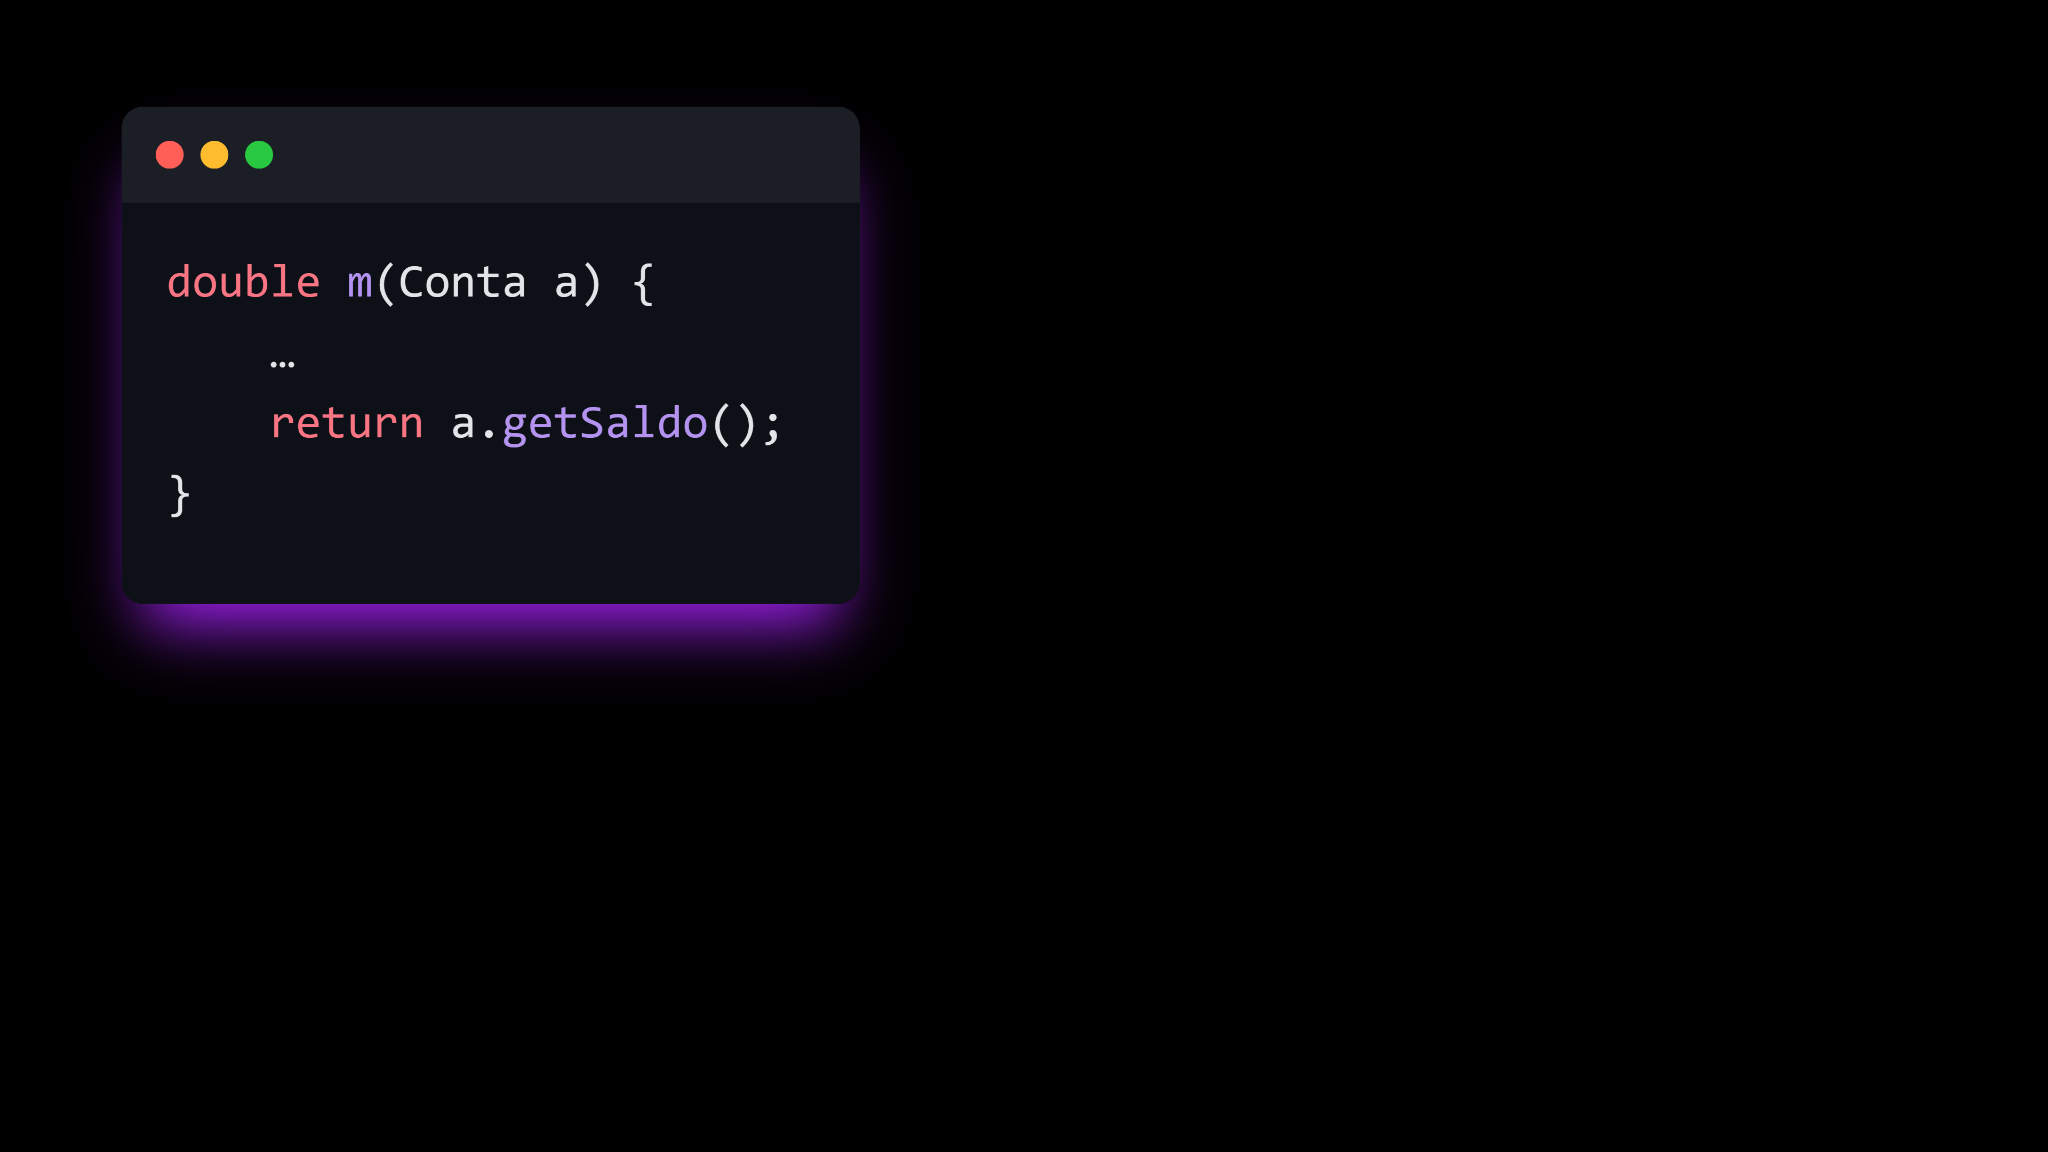 double m(Conta a) {
…
return a.getSaldo();
}